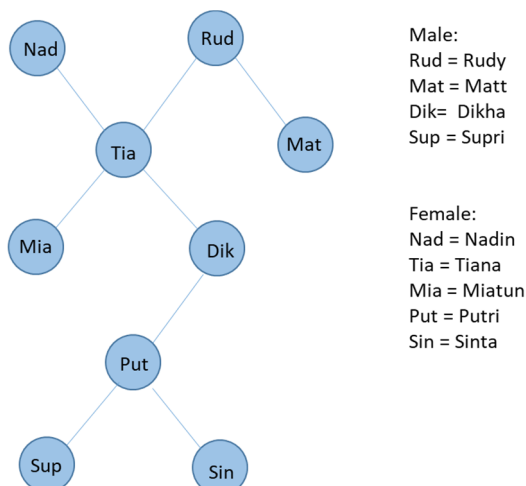 Nad
Rud
Tia
Mat
Mia
Dik
Put
Sup
Sin
Male:
Rud = Rudy
Mat = Matt
Dik=  Dikha
Sup = Supri
Female:
Nad = Nadin
Tia = Tiana
Mia = Miatun
Put = Putri
Sin = Sinta